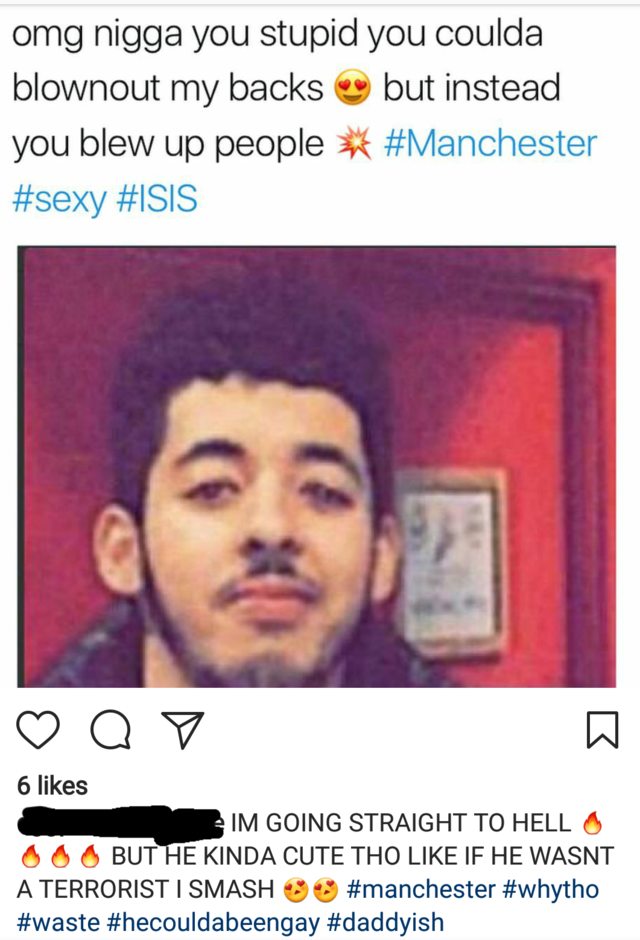 omg nigga you stupid you coulda
blownout my backs 😍 but instead
you blew up people 💥 #Manchester
#sexy #ISIS
6 likes
IM GOING STRAIGHT TO HELL 🔥
🔥🔥🔥 BUT HE KINDA CUTE THO LIKE IF HE WASNT
A TERRORIST I SMASH 😍😍 #manchester #whytho
#waste #hecouldabeengay #daddyish